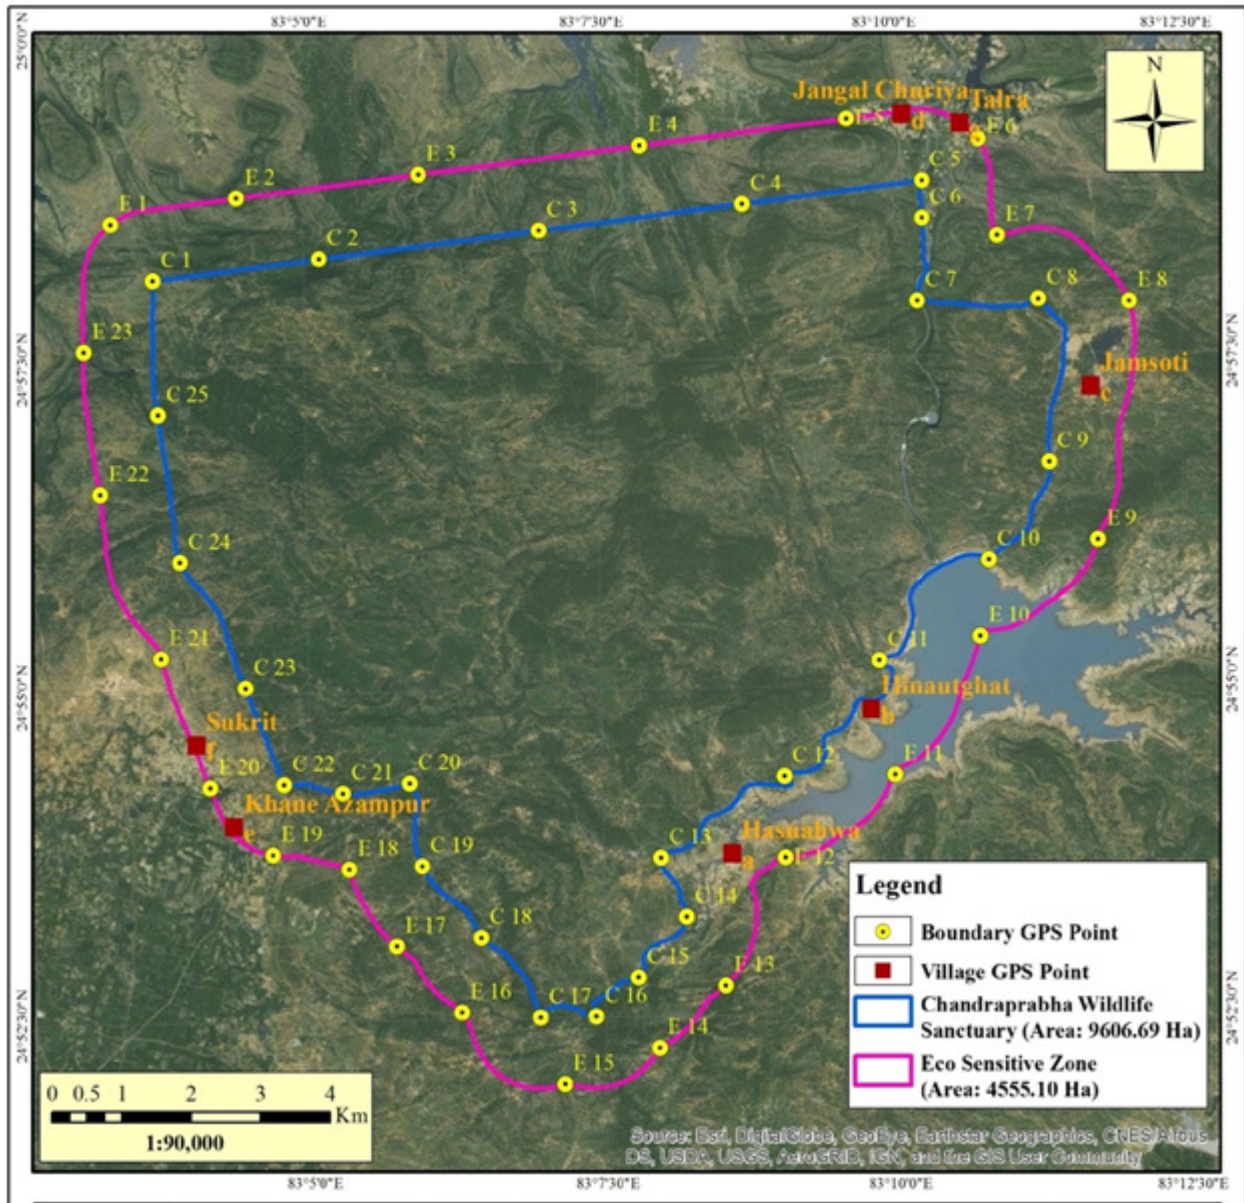 83°5'0"E 83°7'30"E 83°10'0"E 83°12'30"E
25°0'0"N
N
Jangal Churiya Talra
E 5 d E 6
E 4
E 3
C 5
E 2
C 6
C 4
E 1
C 3
E 7
C 2
C 1
C 7
C 8
E 8
E 23
24°57'30"N 24°57'30"N
Jamsoti
c
C 25
C 9
E 22
E 9
C 24
C 10
E 10
E 21
C 11
C 23
24°55'0"N 24°55'0"N
Hinautghat
b
Sukrit
f
E 20
C 22
C 21
C 20
C 12
E 11
Khane Azampur
e
E 19
E 18
C 19
C 13
Hasuahwa
a
E 12
C 14
C 18
E 17
C 15
E 13
E 16
C 17
C 16
E 14
E 15
24°52'30"N 24°52'30"N
Legend
Boundary GPS Point
Village GPS Point
Chandraprabha Wildlife
Sanctuary (Area: 9606.69 Ha)
Eco Sensitive Zone
(Area: 4555.10 Ha)
0 0.5 1 2 3 4
Km
1:90,000
Source: Esri, DigitalGlobe, GeoEye, Earthstar Geographics, CNES/Airbus
DS, USDA, USGS, AeroGRID, IGN, and the GIS User Community
83°5'0"E 83°7'30"E 83°10'0"E 83°12'30"E